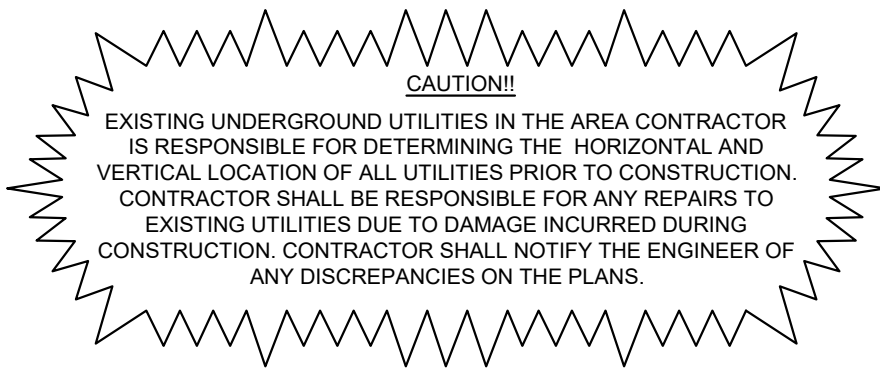 CAUTION!!
EXISTING UNDERGROUND UTILITIES IN THE AREA CONTRACTOR
IS RESPONSIBLE FOR DETERMINING THE HORIZONTAL AND
VERTICAL LOCATION OF ALL UTILITIES PRIOR TO CONSTRUCTION.
CONTRACTOR SHALL BE RESPONSIBLE FOR ANY REPAIRS TO
EXISTING UTILITIES DUE TO DAMAGE INCURRED DURING
CONSTRUCTION. CONTRACTOR SHALL NOTIFY THE ENGINEER OF
ANY DISCREPANCIES ON THE PLANS.